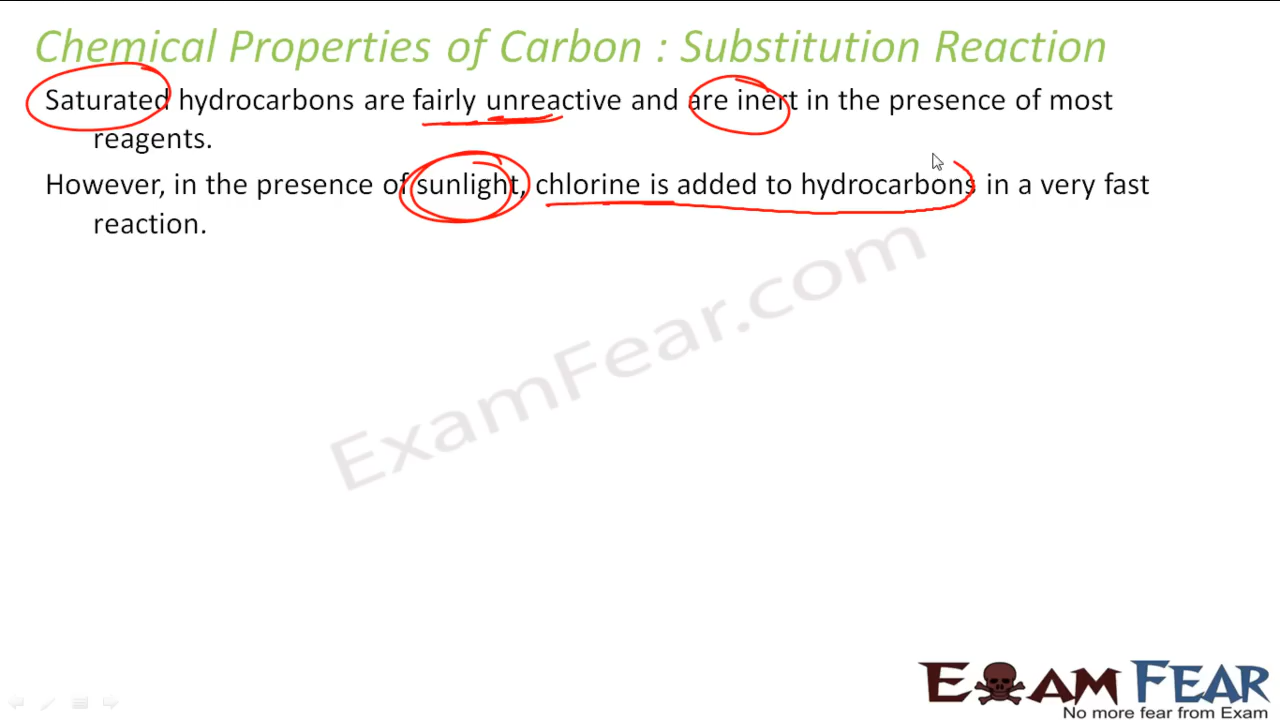 Chemical Properties of Carbon : Substitution Reaction
Saturated hydrocarbons are fairly unreactive and are inert in the presence of most
reagents.
However, in the presence of sunlight, chlorine is added to hydrocarbons in a very fast
reaction.
ExamFear.com
EXAM FEAR
No more fear from Exam